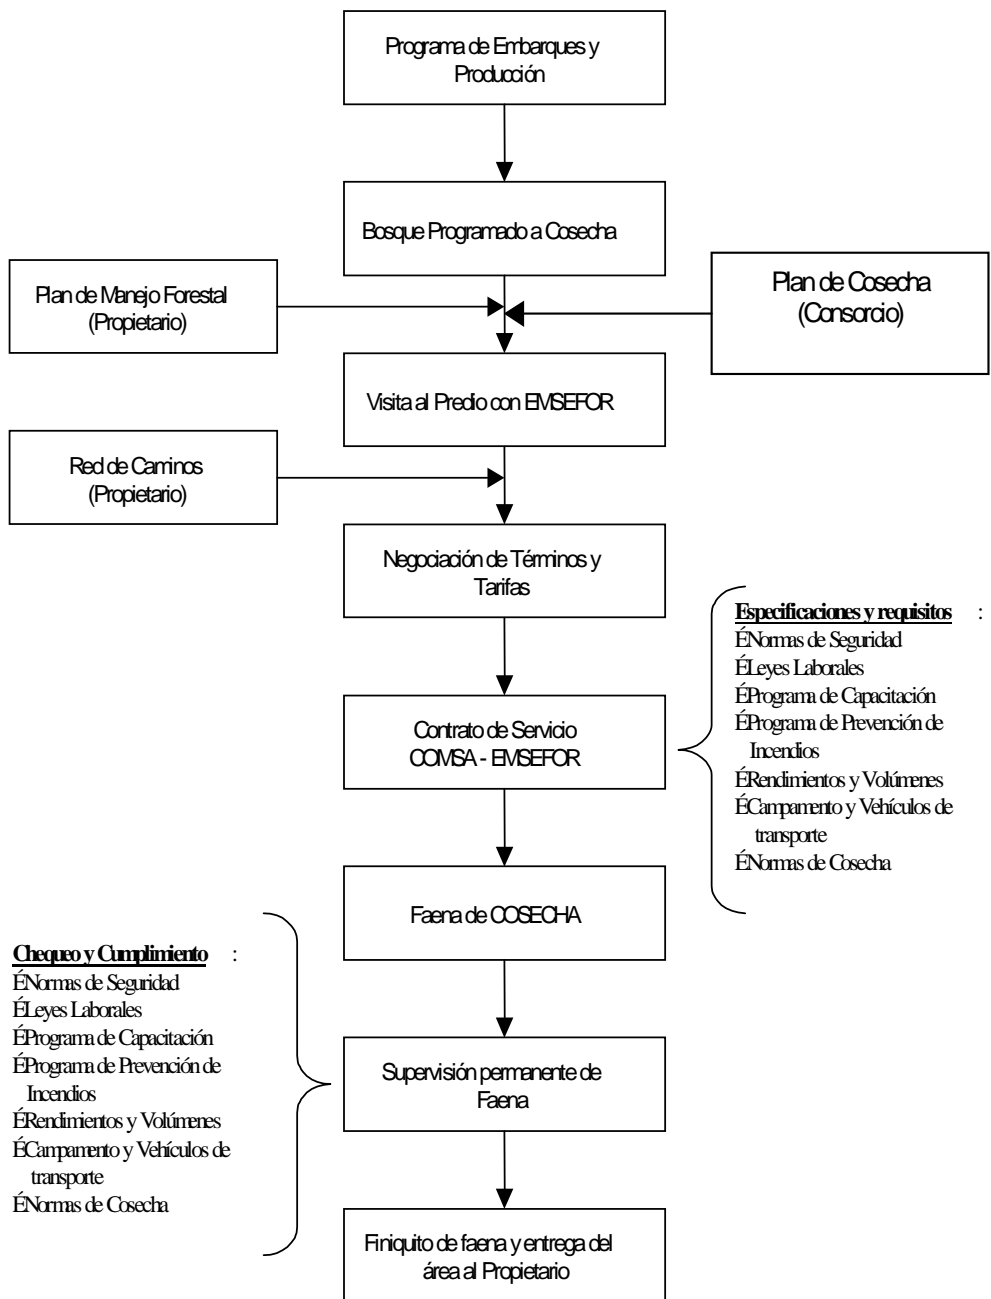 Programa de Embarques y
Producción
Bosque Programado a Cosecha
Plan de Manejo Forestal
(Propietario)
Plan de Cosecha
(Consorcio)
Visita al Predio con EMSEFOR
Red de Caminos
(Propietario)
Negociación de Términos y
Tarifas
Especificaciones y requisitos :
ÉNormas de Seguridad
ÉLeyes Laborales
ÉPrograma de Capacitación
ÉPrograma de Prevención de
Incendios
ÉRendimientos y Volúmenes
ÉCampamento y Vehículos de
transporte
ÉNormas de Cosecha
Contrato de Servicio
COMSA - EMSEFOR
Faena de COSECHA
Chequeo y Cumplimiento :
ÉNormas de Seguridad
ÉLeyes Laborales
ÉPrograma de Capacitación
ÉPrograma de Prevención de
Incendios
ÉRendimientos y Volúmenes
ÉCampamento y Vehículos de
transporte
ÉNormas de Cosecha
Supervisión permanente de
Faena
Finiquito de faena y entrega del
área al Propietario